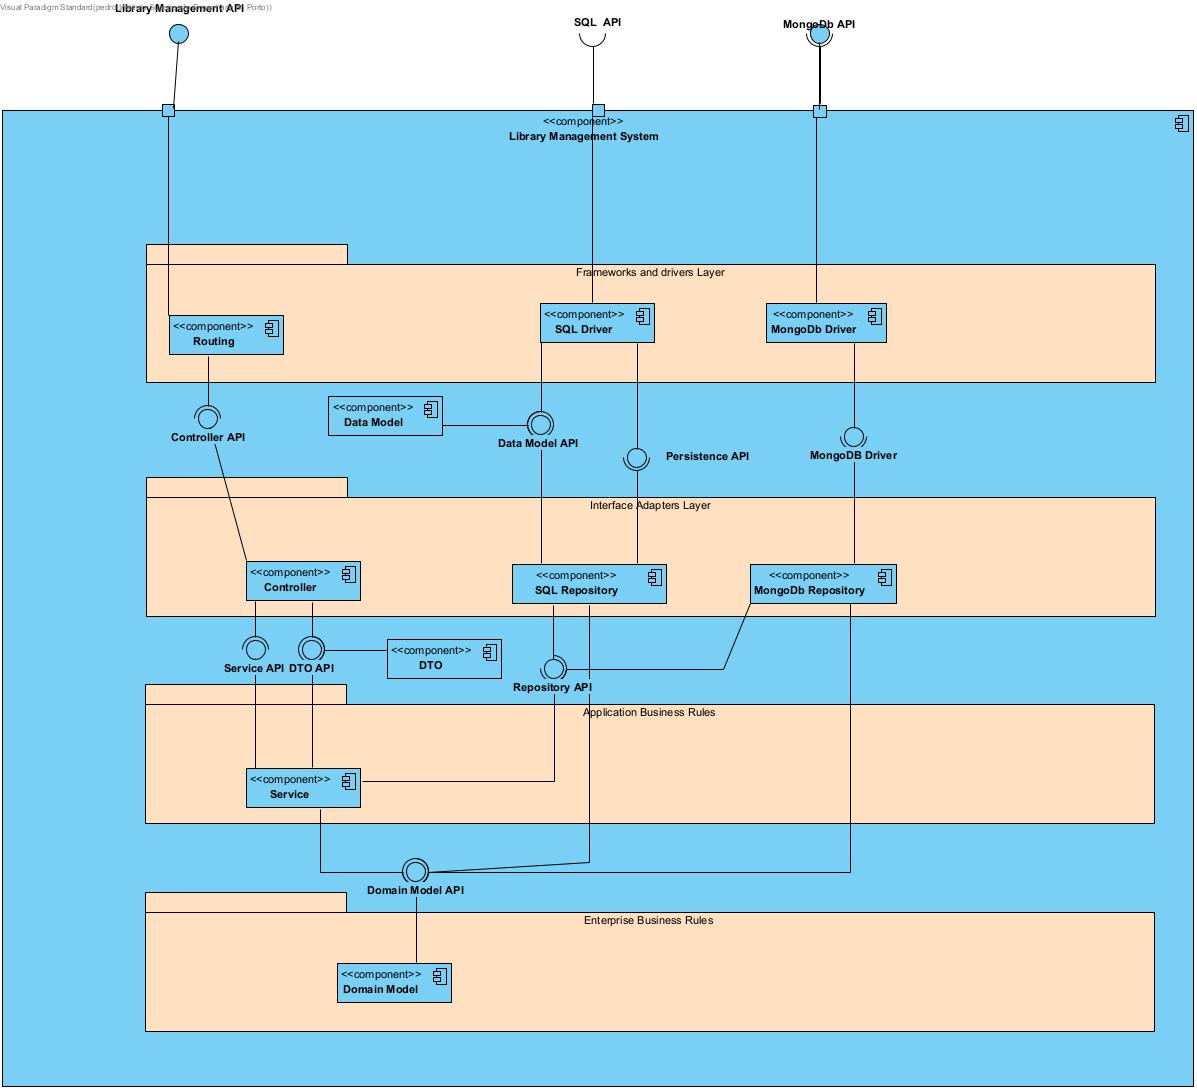 Library Management API
SQL API
MongoDb API
<<component>>
Library Management System
Frameworks and drivers Layer
<<component>>
Routing
<<component>>
SQL Driver
<<component>>
MongoDb Driver
<<component>>
Data Model
Controller API
Data Model API
Persistence API
MongoDB Driver
Interface Adapters Layer
<<component>>
Controller
<<component>>
SQL Repository
<<component>>
MongoDb Repository
Service API
DTO API
<<component>>
DTO
Repository API
Application Business Rules
<<component>>
Service
Domain Model API
Enterprise Business Rules
<<component>>
Domain Model
Visual Paradigm Standard(pedro
Porto))